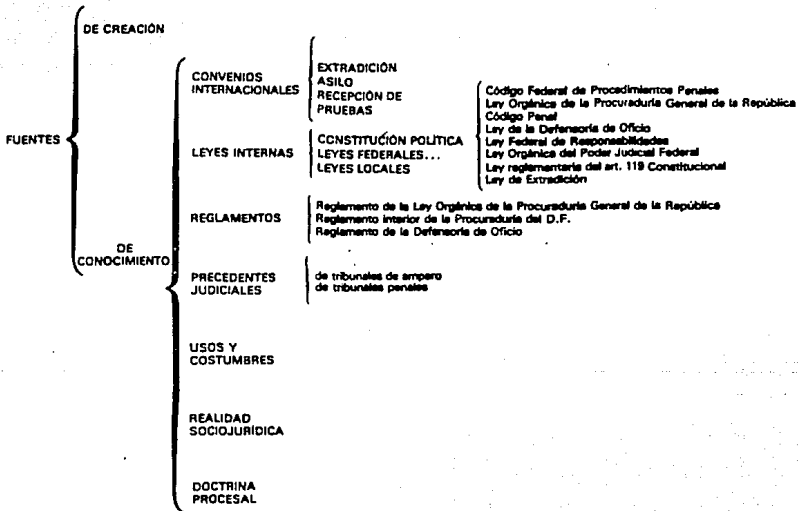 FUENTES
DE CREACIÓN
DE
CONOCIMIENTO
CONVENIOS
INTERNACIONALES
EXTRADICIÓN
ASILO
RECEPCIÓN DE
PRUEBAS
LEYES INTERNAS
CONSTITUCIÓN POLÍTICA
LEYES FEDERALES...
LEYES LOCALES
Código Federal de Procedimientos Penales
Ley Orgánica de la Procuraduría General de la República
Código Penal
Ley de la Defensoría de Oficio
Ley Federal de Responsabilidades
Ley Orgánica del Poder Judicial Federal
Ley reglamentaria del art. 119 Constitucional
Ley de Extradición
REGLAMENTOS
Reglamento de la Ley Orgánica de la Procuraduría General de la República
Reglamento interior de la Procuraduría del D.F.
Reglamento de la Defensoría de Oficio
PRECEDENTES
JUDICIALES
de tribunales de amparo
de tribunales penales
USOS Y
COSTUMBRES
REALIDAD
SOCIOJURÍDICA
DOCTRINA
PROCESAL